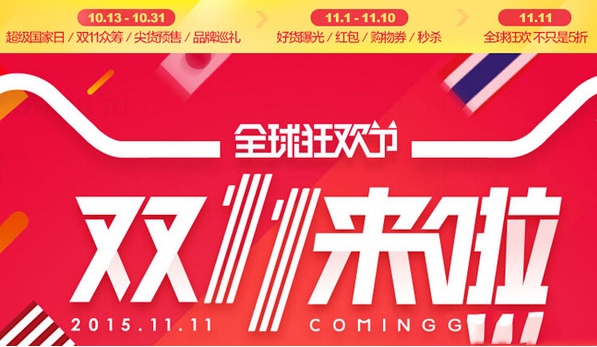 10.13 - 10.31
超级国家日 / 双11众筹 / 尖货预售 / 品牌巡礼
11.1 - 11.10
好货曝光 / 红包 / 购物券 / 秒杀
11.11
全球狂欢 不只是5折
全球狂欢节
双11来啦!!!
2015.11.11
COMINGG